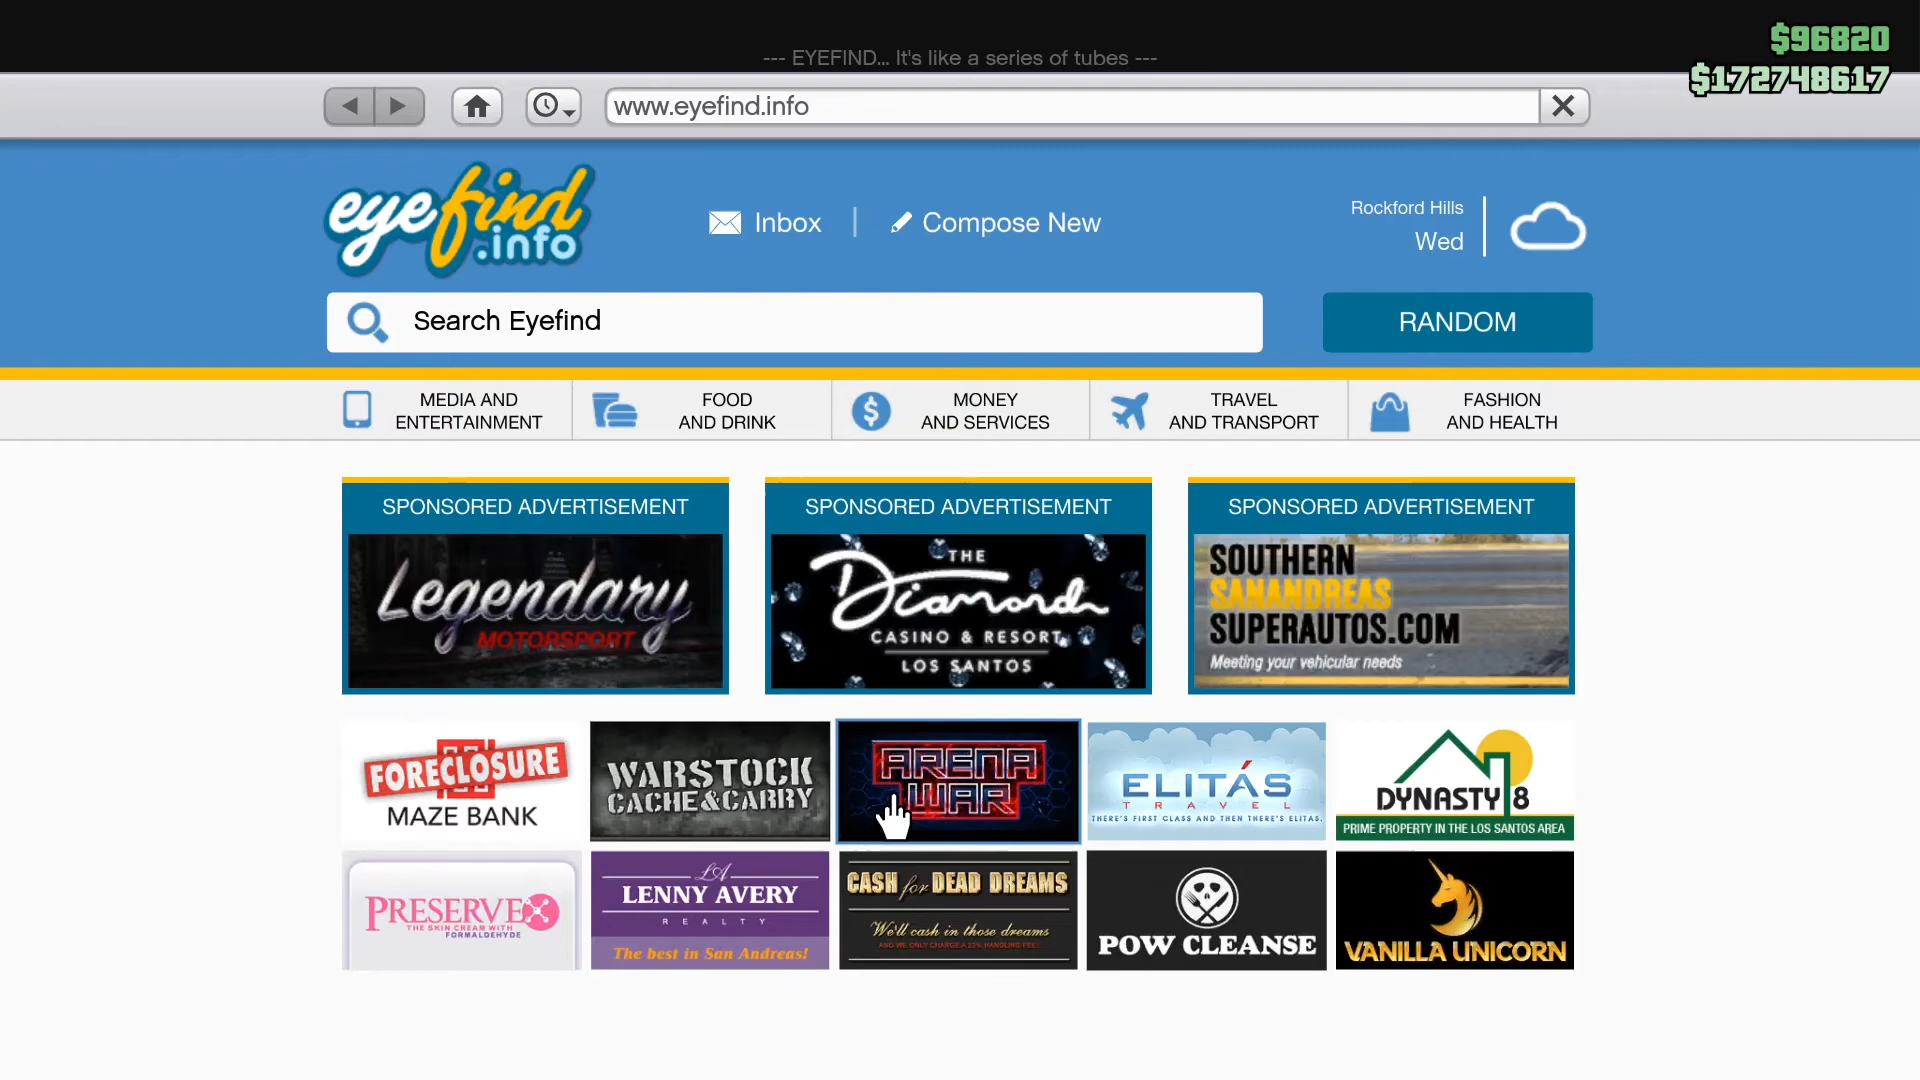 $96820
--- EYEFIND... It's like a series of tubes ---
$172748617
www.eyefind.info
eyefind
.info
Inbox
Compose New
Rockford Hills
Wed
Search Eyefind
RANDOM
MEDIA AND
ENTERTAINMENT
FOOD
AND DRINK
MONEY
AND SERVICES
TRAVEL
AND TRANSPORT
FASHION
AND HEALTH
SPONSORED ADVERTISEMENT
Legendary
MOTORSPORT
SPONSORED ADVERTISEMENT
THE
Diamond
CASINO & RESORT
LOS SANTOS
SPONSORED ADVERTISEMENT
SOUTHERN
SANANDREAS
SUPERAUTOS.COM
Meeting your vehicular needs
FORECLOSURE
MAZE BANK
WARSTOCK
CACHE&CARRY
ARENA
WAR
ELITÁS
TRAVEL
THERE'S FIRST CLASS AND THEN THERE'S ELITAS.
DYNASTY 8
PRIME PROPERTY IN THE LOS SANTOS AREA
PRESERVEX
THE SKIN CREAM WITH
FORMALDEHYDE
LA
LENNY AVERY
REALTY
The best in San Andreas!
CASH for DEAD DREAMS
We'll cash in those dreams
AND WE ONLY CHARGE A 23% HANDLING FEE!
POW CLEANSE
VANILLA UNICORN